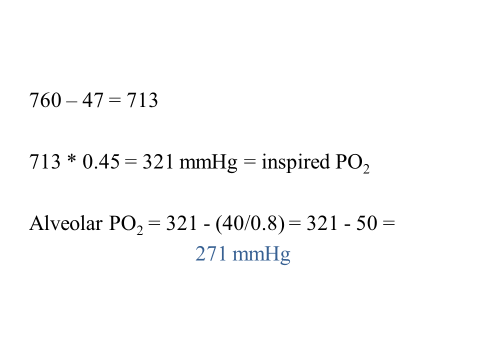 760 – 47 = 713
713 * 0.45 = 321 mmHg = inspired PO₂
Alveolar PO₂ = 321 - (40/0.8) = 321 - 50 =
271 mmHg